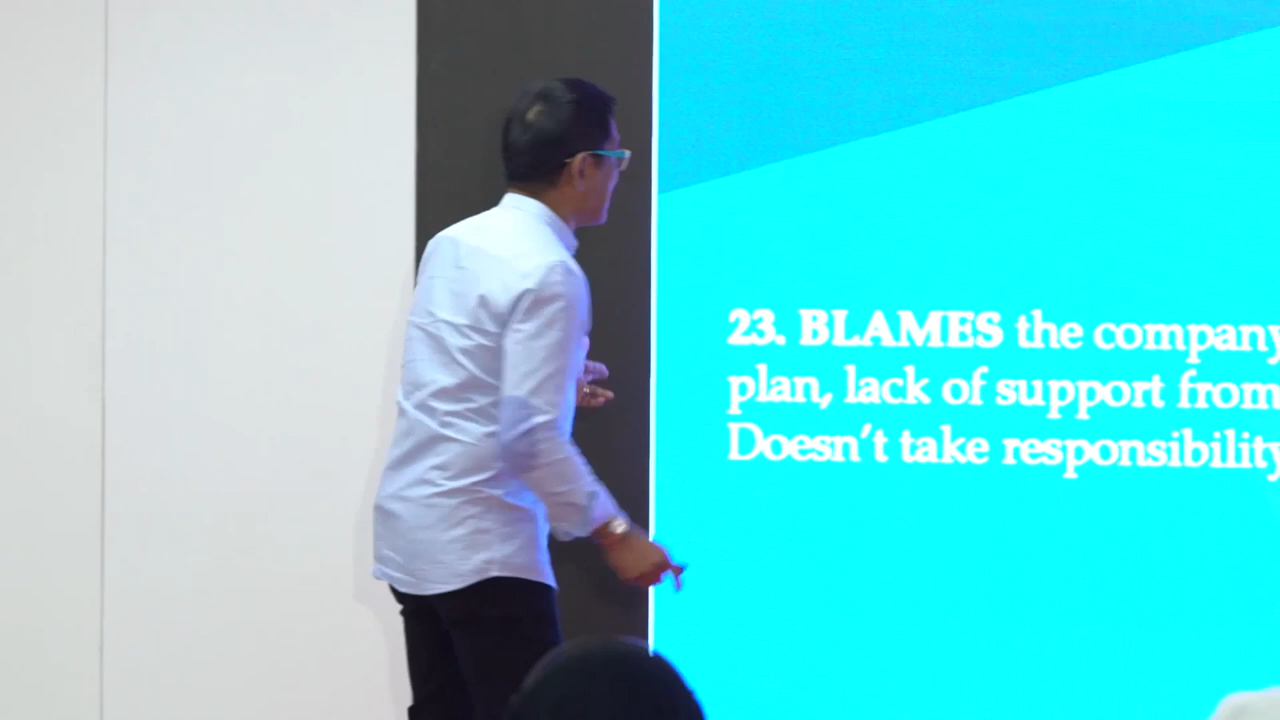 23. BLAMES the company
plan, lack of support from
Doesn't take responsibility